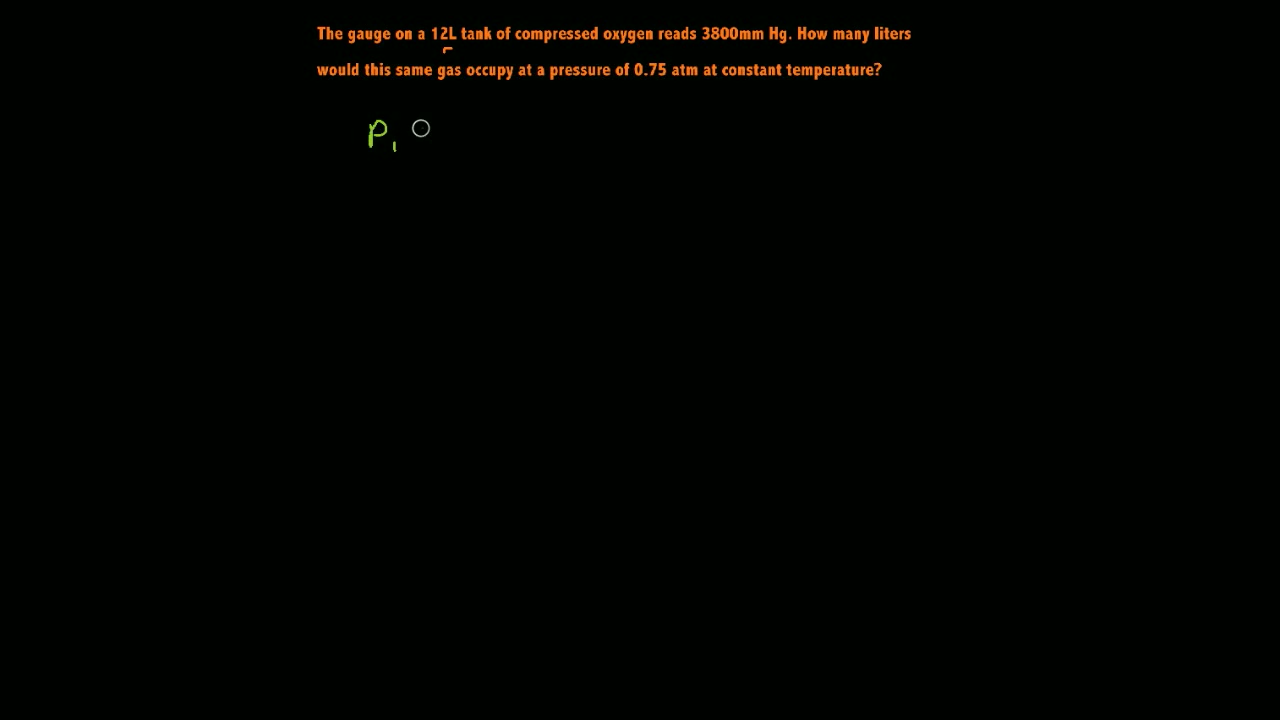 The gauge on a 12L tank of compressed oxygen reads 3800mm Hg. How many liters
would this same gas occupy at a pressure of 0.75 atm at constant temperature?
P₁